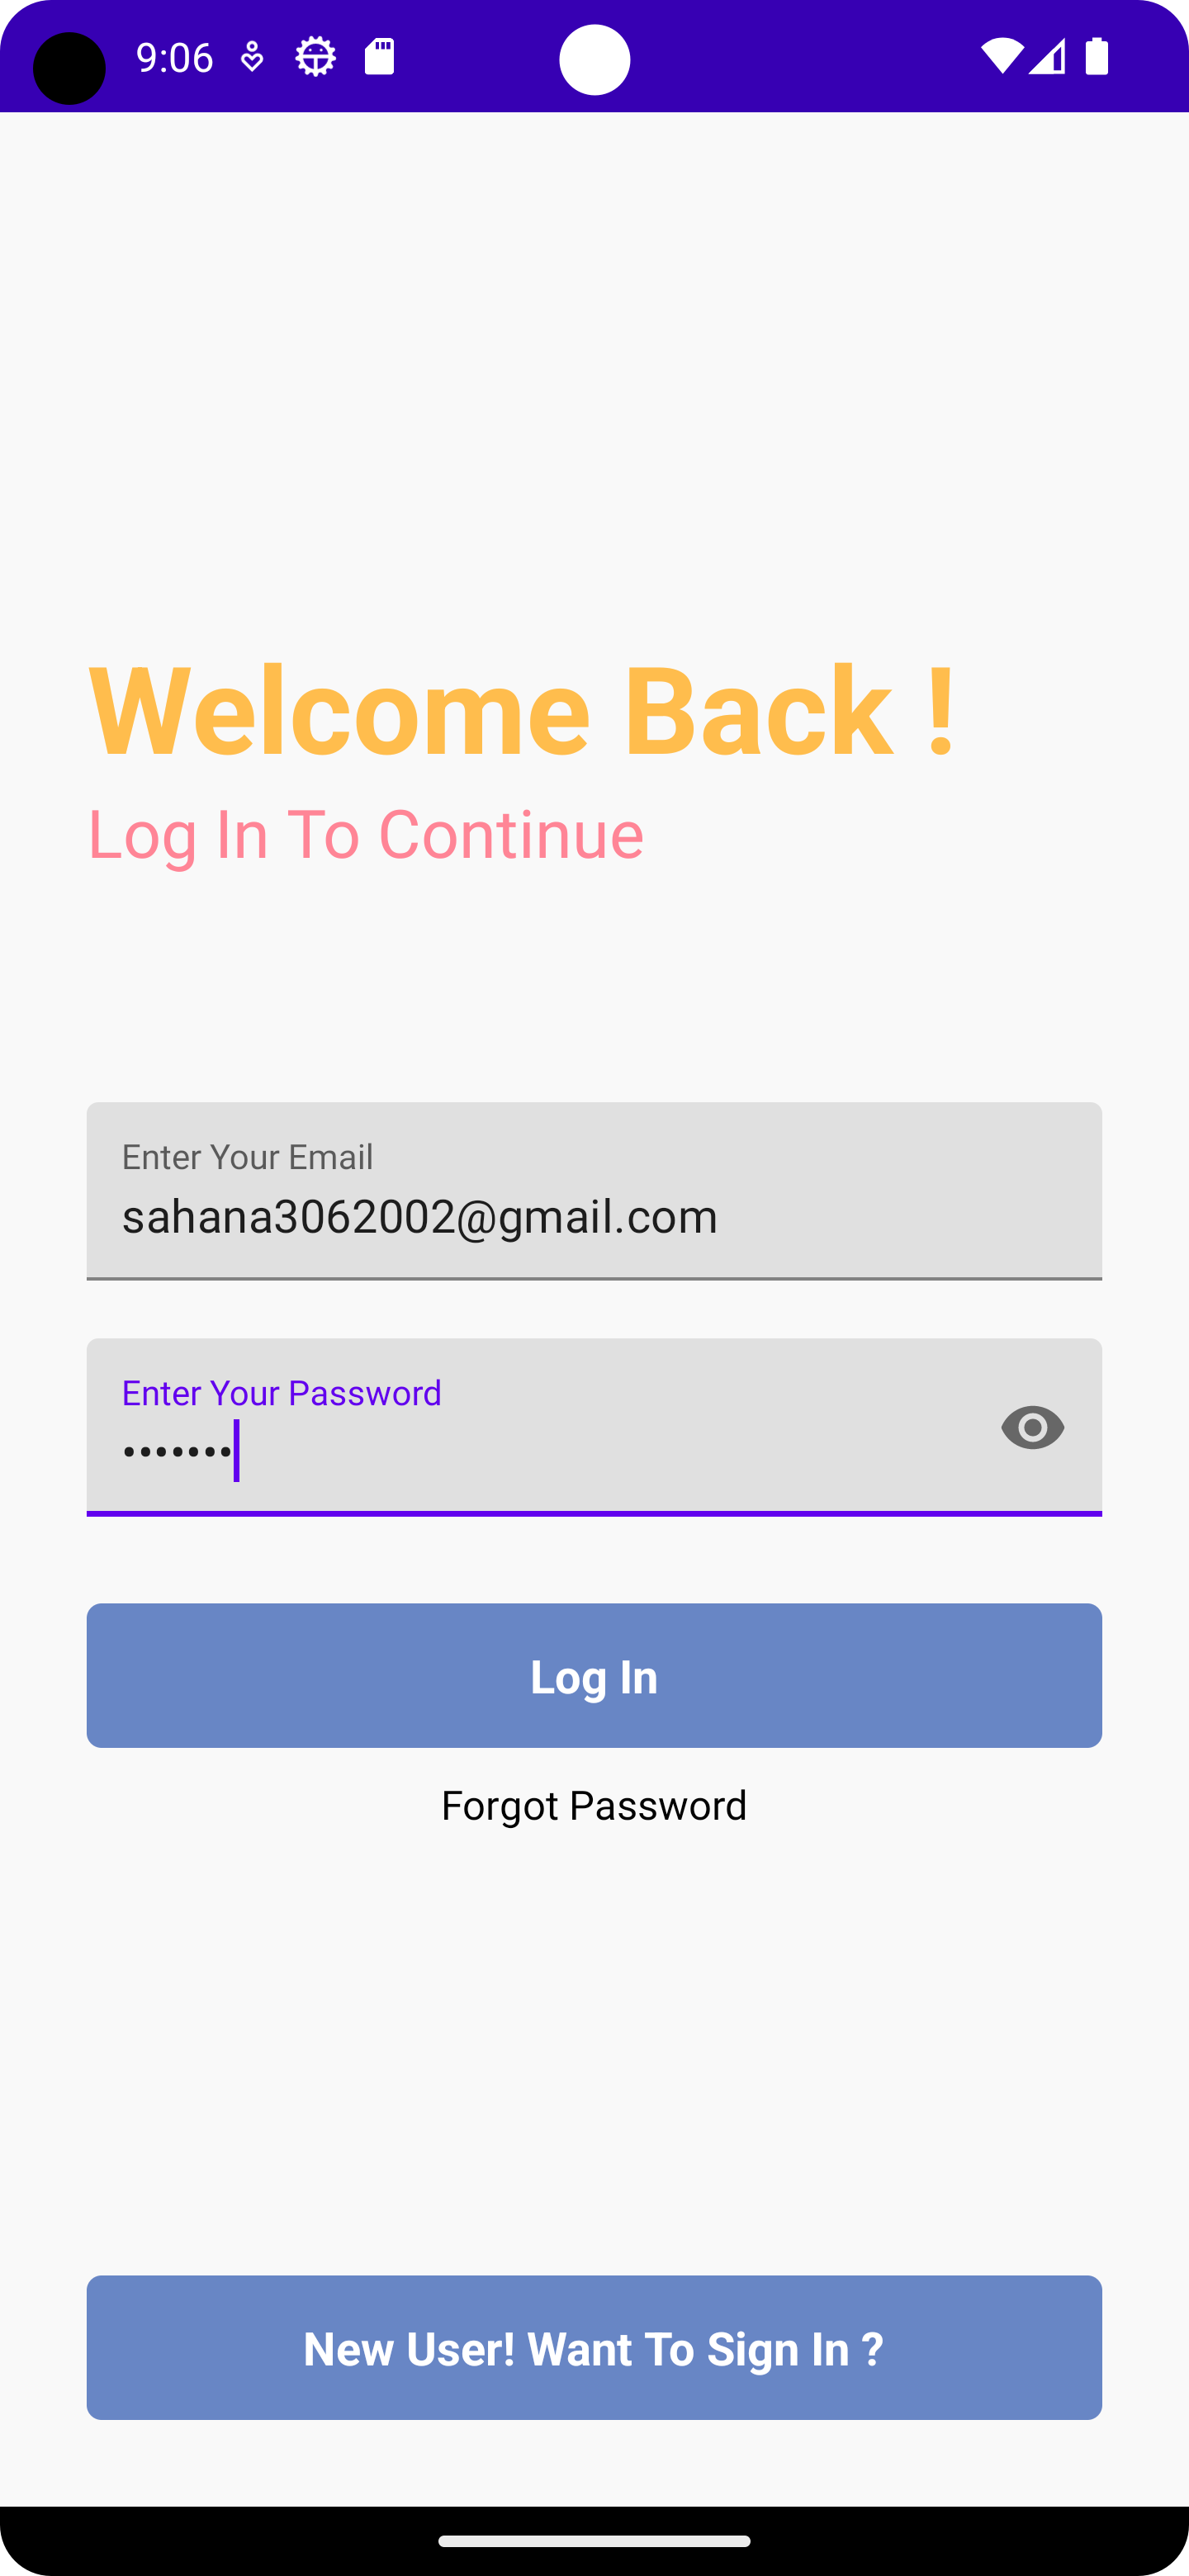 9:06
Welcome Back !
Log In To Continue
Enter Your Email
sahana3062002@gmail.com
Enter Your Password
•••••••
Log In
Forgot Password
New User! Want To Sign In ?